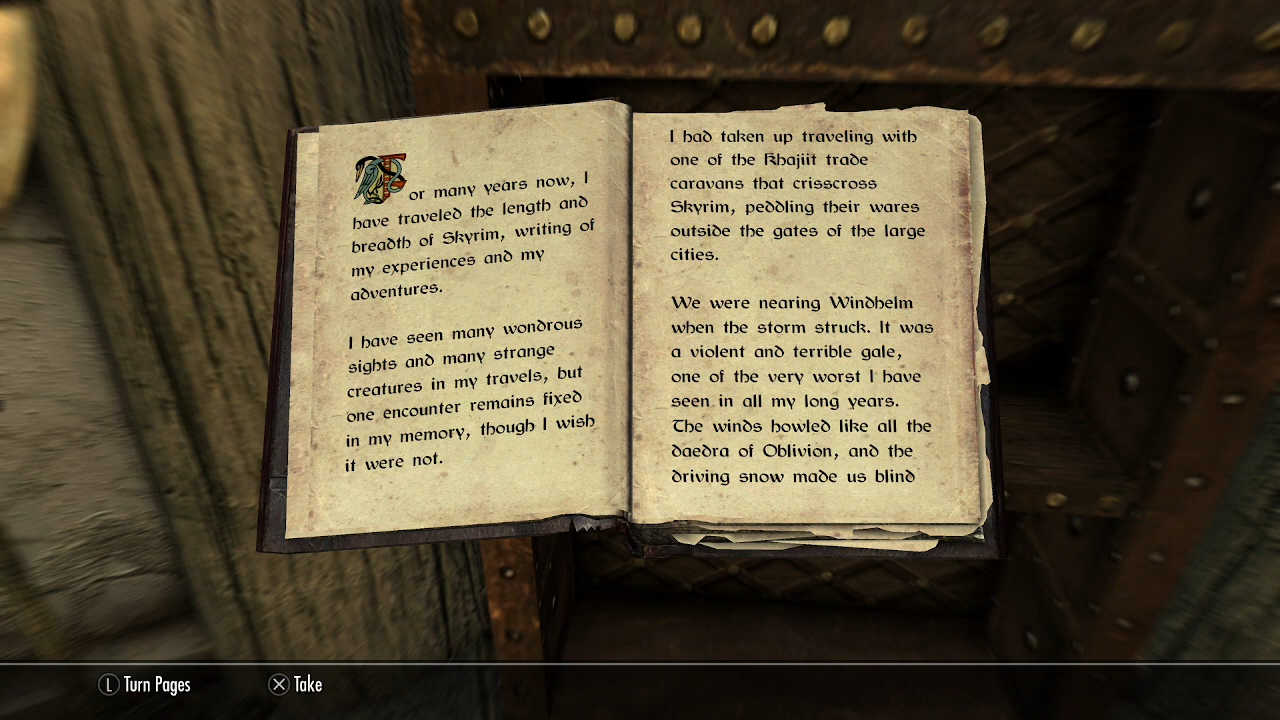 For many years now, I
have traveled the length and
breadth of Skyrim, writing of
my experiences and my
adventures.
I have seen many wondrous
sights and many strange
creatures in my travels, but
one encounter remains fixed
in my memory, though I wish
it were not.
I had taken up traveling with
one of the Khajiit trade
caravans that crisscross
Skyrim, peddling their wares
outside the gates of the large
cities.
We were nearing Windhelm
when the storm struck. It was
a violent and terrible gale,
one of the very worst I have
seen in all my long years.
The winds howled like all the
daedra of Oblivion, and the
driving snow made us blind
L Turn Pages
X Take